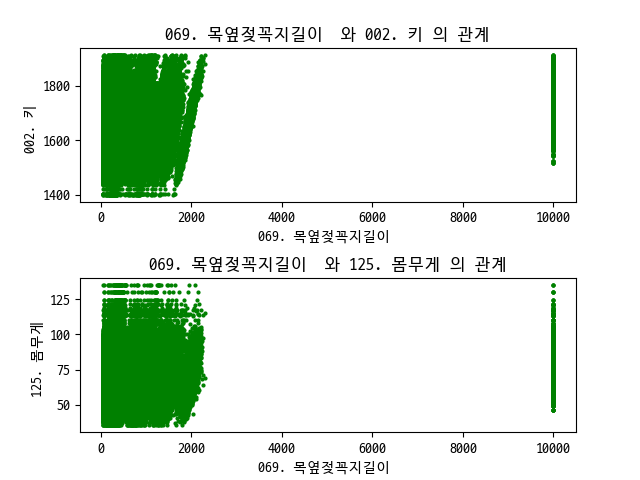 069. 목옆젖꼭지길이  와 002. 키 의 관계
1800
1600
1400
002. 키
0 2000 4000 6000 8000 10000
069. 목옆젖꼭지길이
069. 목옆젖꼭지길이  와 125. 몸무게 의 관계
125
100
75
50
125. 몸무게
0 2000 4000 6000 8000 10000
069. 목옆젖꼭지길이